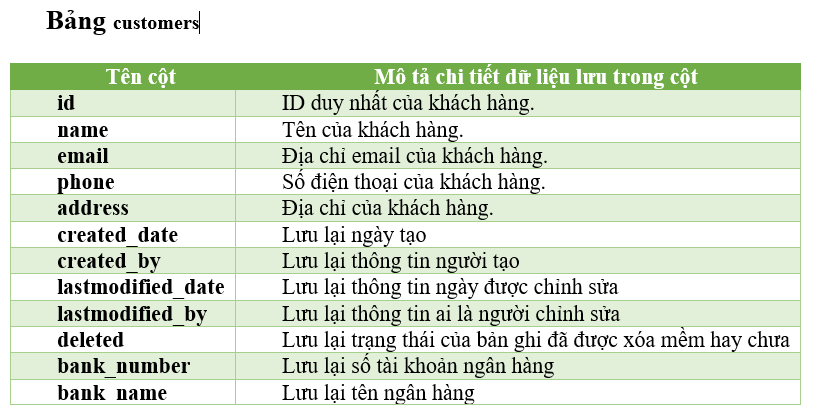 Bảng customers
Tên cột Mô tả chi tiết dữ liệu lưu trong cột
id ID duy nhất của khách hàng.
name Tên của khách hàng.
email Địa chỉ email của khách hàng.
phone Số điện thoại của khách hàng.
address Địa chỉ của khách hàng.
created_date Lưu lại ngày tạo
created_by Lưu lại thông tin người tạo
lastmodified_date Lưu lại thông tin ngày được chỉnh sửa
lastmodified_by Lưu lại thông tin ai là người chỉnh sửa
deleted Lưu lại trạng thái của bản ghi đã được xóa mềm hay chưa
bank_number Lưu lại số tài khoản ngân hàng
bank_name Lưu lại tên ngân hàng